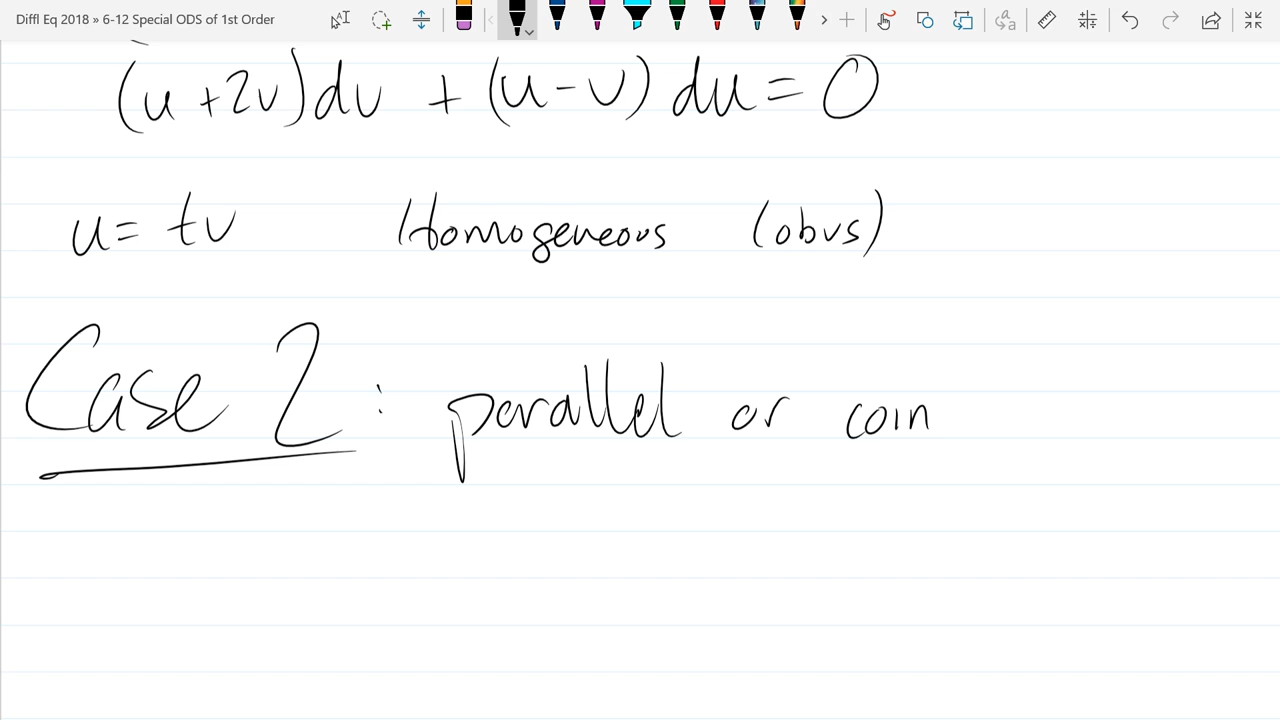 Diffl Eq 2018 » 6-12 Special ODS of 1st Order
(u+2v)dv + (u-v) du = 0
u = tv Homogeneous (obvs)
Case 2 : parallel or coin